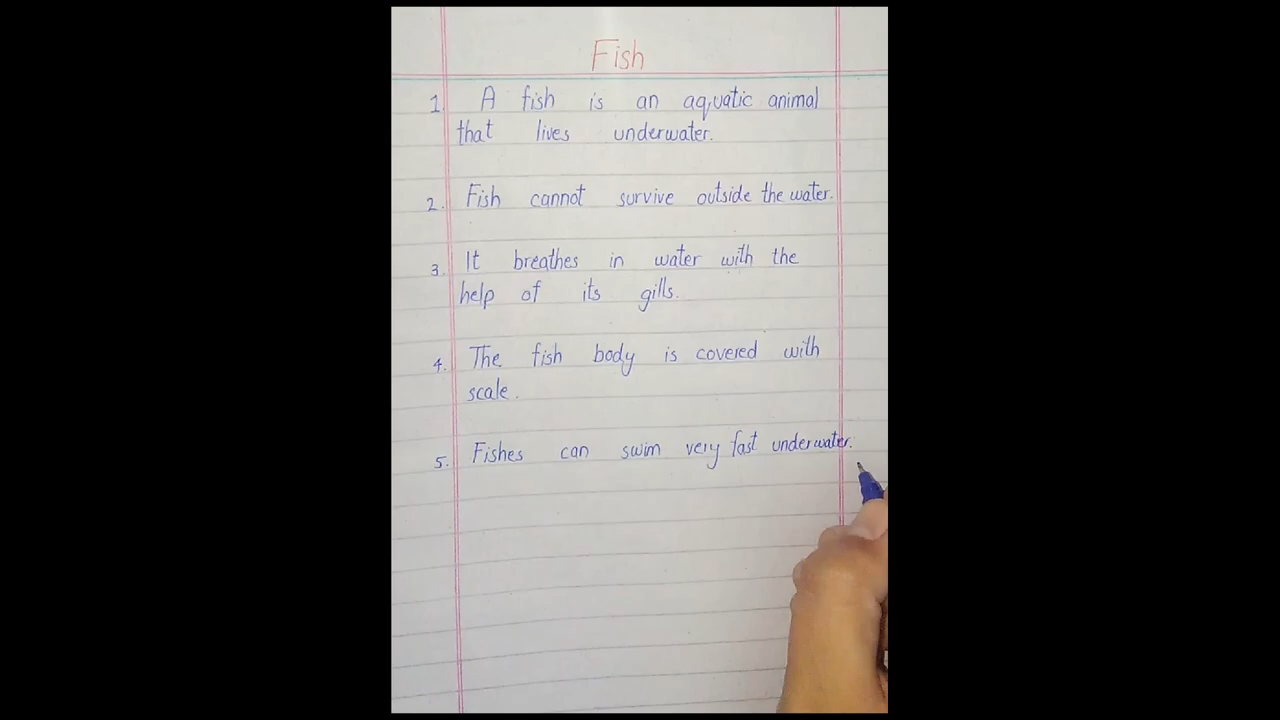 Fish
1. A fish is an aquatic animal
that lives underwater.
2. Fish cannot survive outside the water.
3. It breathes in water with the
help of its gills.
4. The fish body is covered with
scale.
5. Fishes can swim very fast underwater.